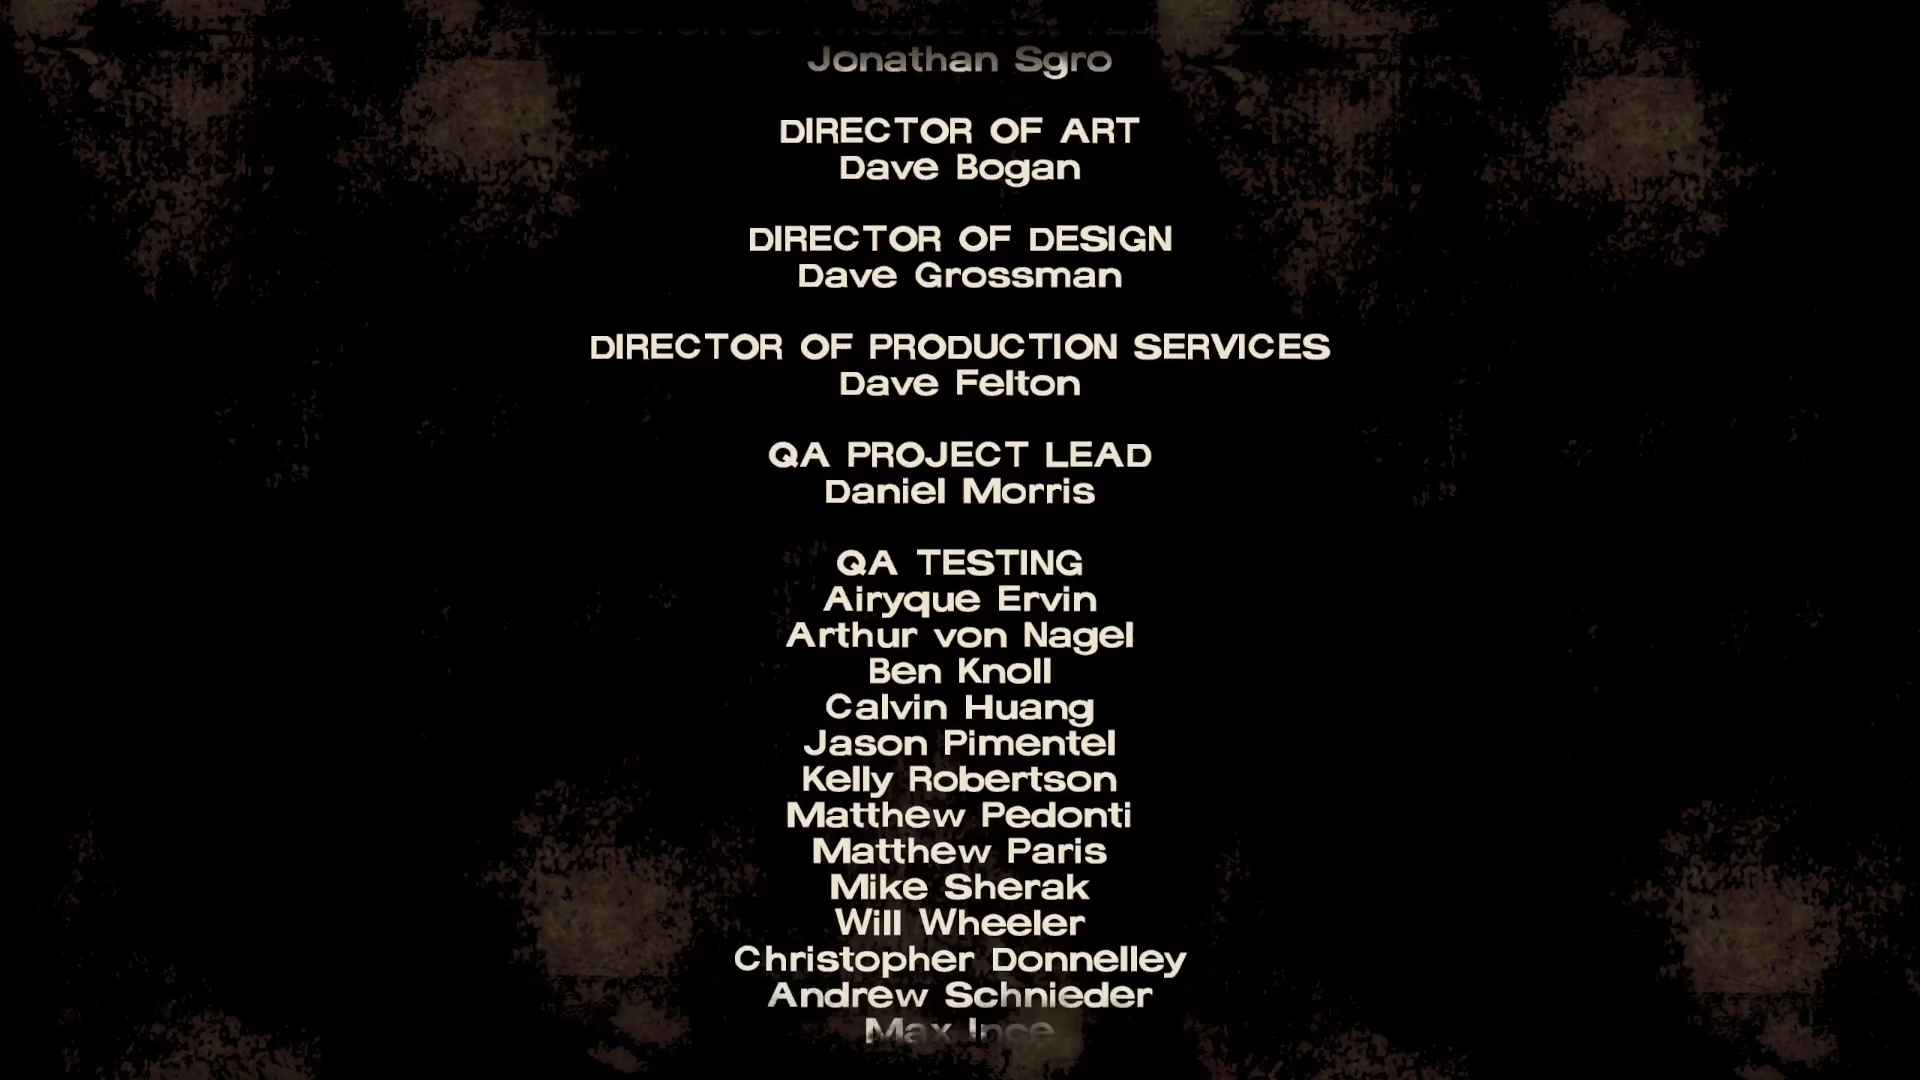 Jonathan Sgro
DIRECTOR OF ART
Dave Bogan
DIRECTOR OF DESIGN
Dave Grossman
DIRECTOR OF PRODUCTION SERVICES
Dave Felton
QA PROJECT LEAD
Daniel Morris
QA TESTING
Airyque Ervin
Arthur von Nagel
Ben Knoll
Calvin Huang
Jason Pimentel
Kelly Robertson
Matthew Pedonti
Matthew Paris
Mike Sherak
Will Wheeler
Christopher Donnelley
Andrew Schnieder
Max Ince